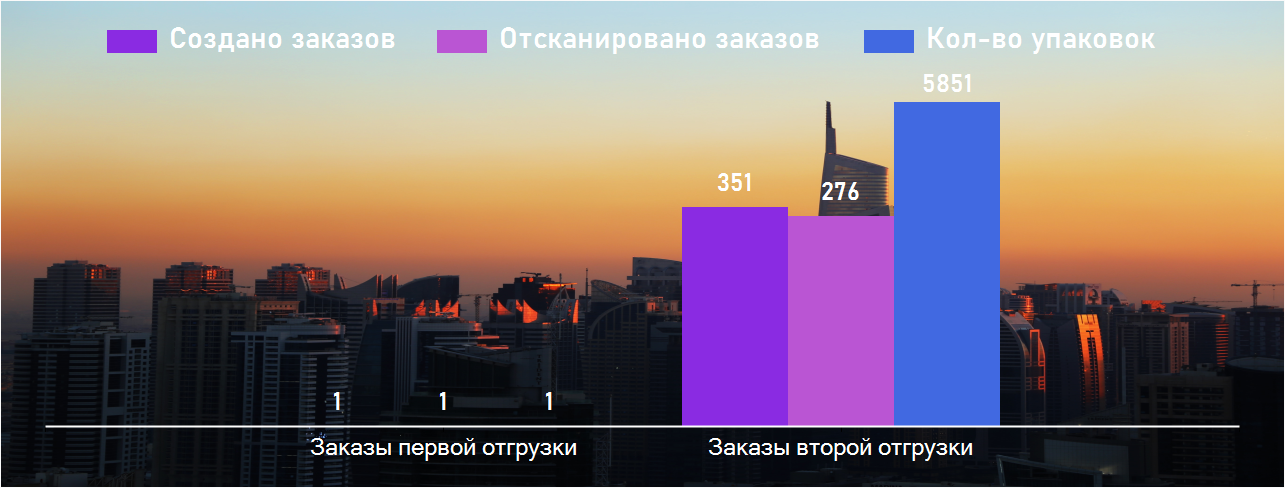 Создано заказов Отсканировано заказов Кол-во упаковок
5851
351
276
1 1 1
Заказы первой отгрузки Заказы второй отгрузки